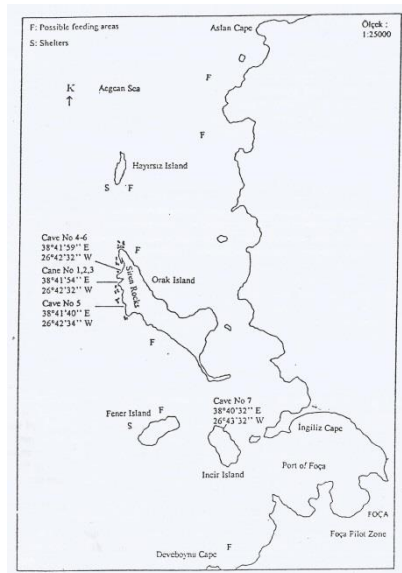 F: Possible feeding areas
S: Shelters
Aslan Cape
Ölçek :
1:25000
K
Aegean Sea
F
F
Hayırsız Island
S
F
Cave No 4-6
38°41'59'' E
26°42'32'' W
F
Cane No 1,2,3
38°41'54'' E
26°42'32'' W
Siren Rocks
Orak Island
Cave No 5
38°41'40'' E
26°42'34'' W
F
Cave No 7
38°40'32'' E
26°43'32'' W
Fener Island
F
S
İngiliz Cape
Incir Island
Port of Foça
FOÇA
Foça Pilot Zone
F
Deveboynu Cape